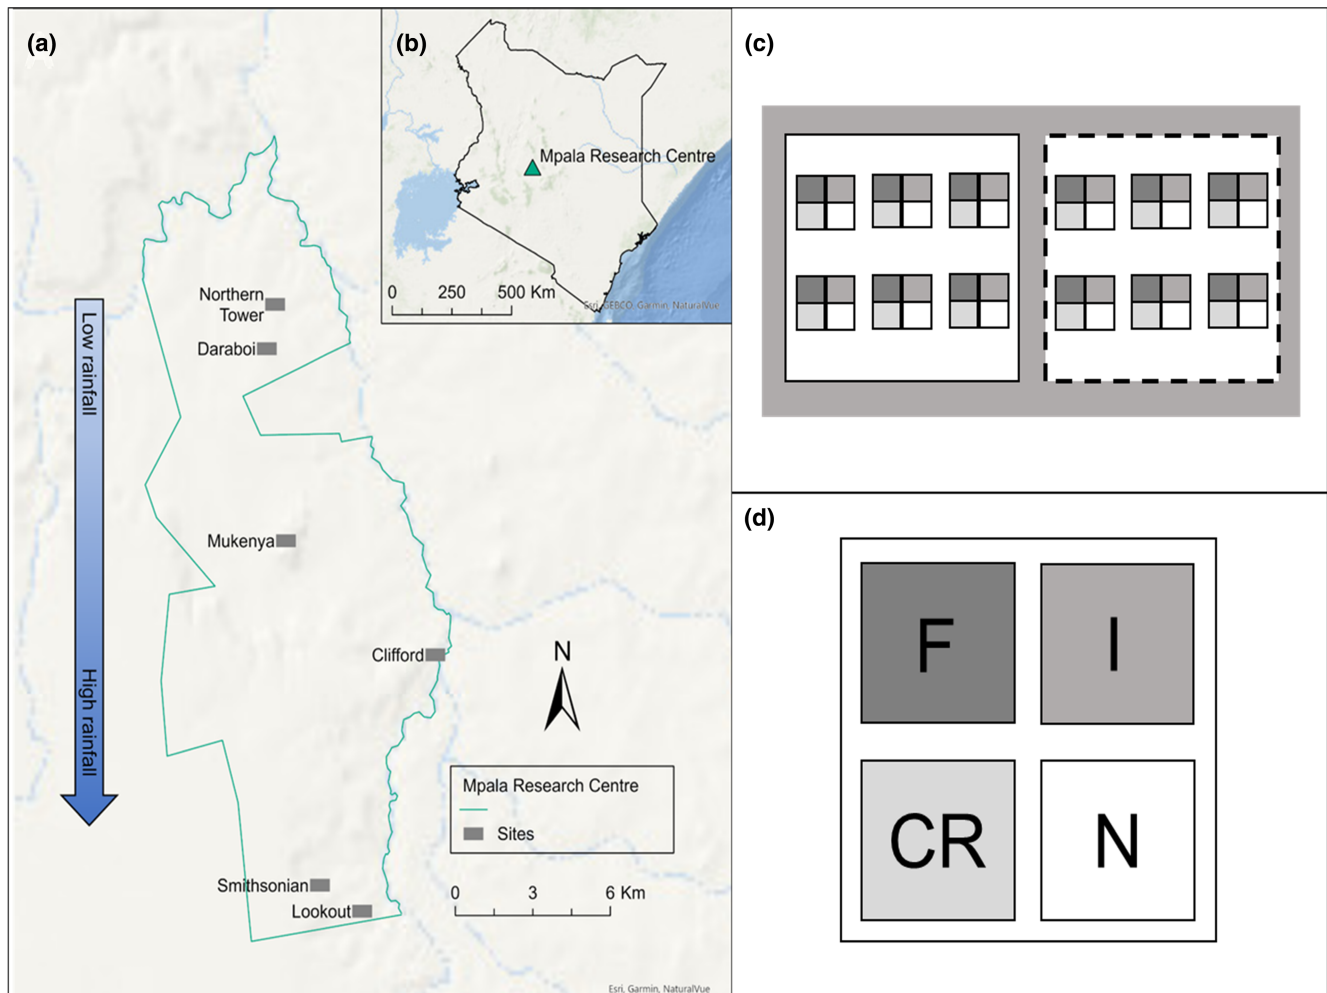 (a)
Northern
Tower
Daraboi
Mukenya
Clifford
Smithsonian
Lookout
Low rainfall
High rainfall
N
Mpala Research Centre
Sites
0 3 6 Km
Esri, Garmin, NaturalVue
(b)
Mpala Research Centre
0 250 500 Km
Esri, GEBCO, Garmin, NaturalVue
(c)
(d)
F I
CR N